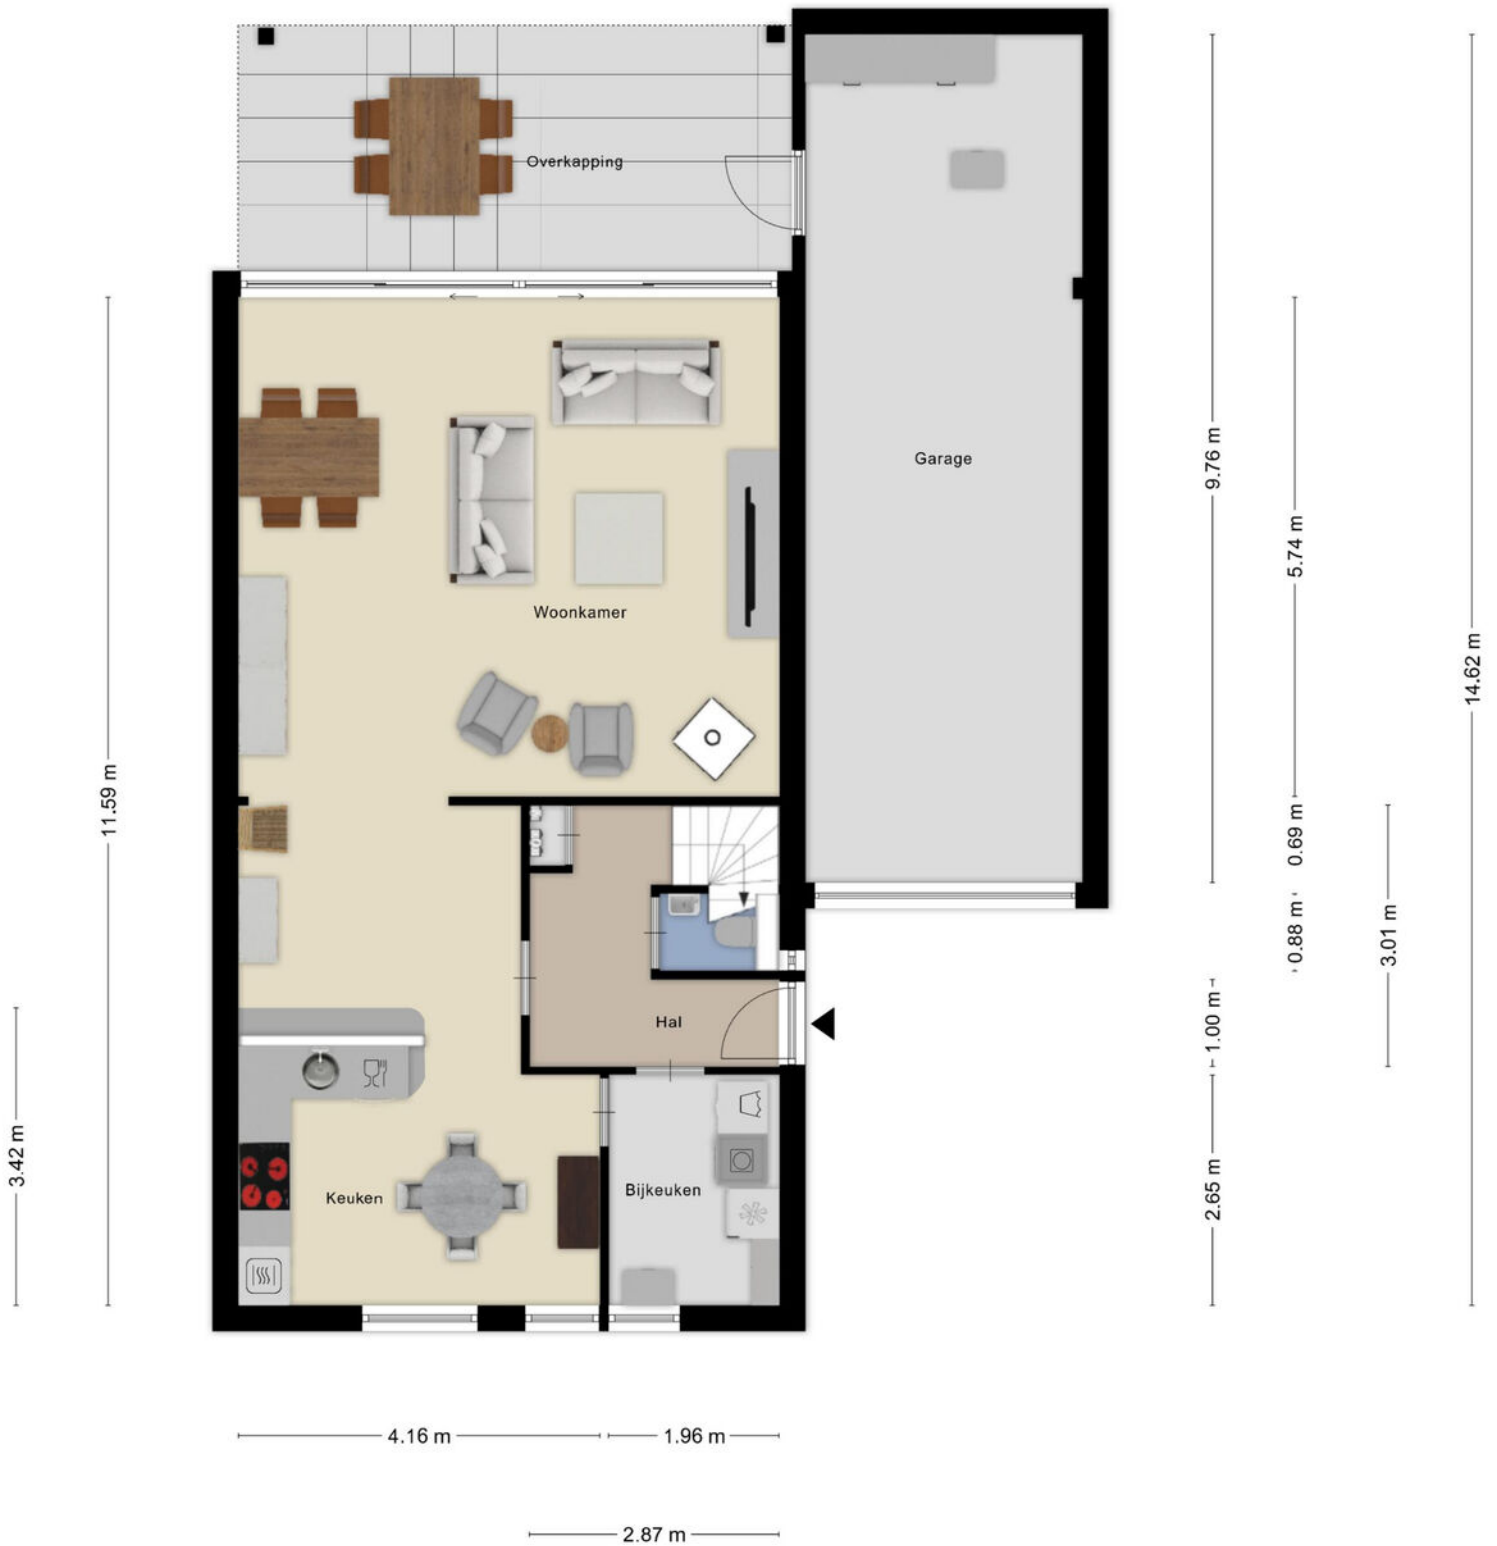 Overkapping
Garage
9.76 m
5.74 m
Woonkamer
14.62 m
11.59 m
0.69 m
0.88 m
3.01 m
Hal
1.00 m
3.42 m
Keuken
Bijkeuken
2.65 m
4.16 m
1.96 m
2.87 m